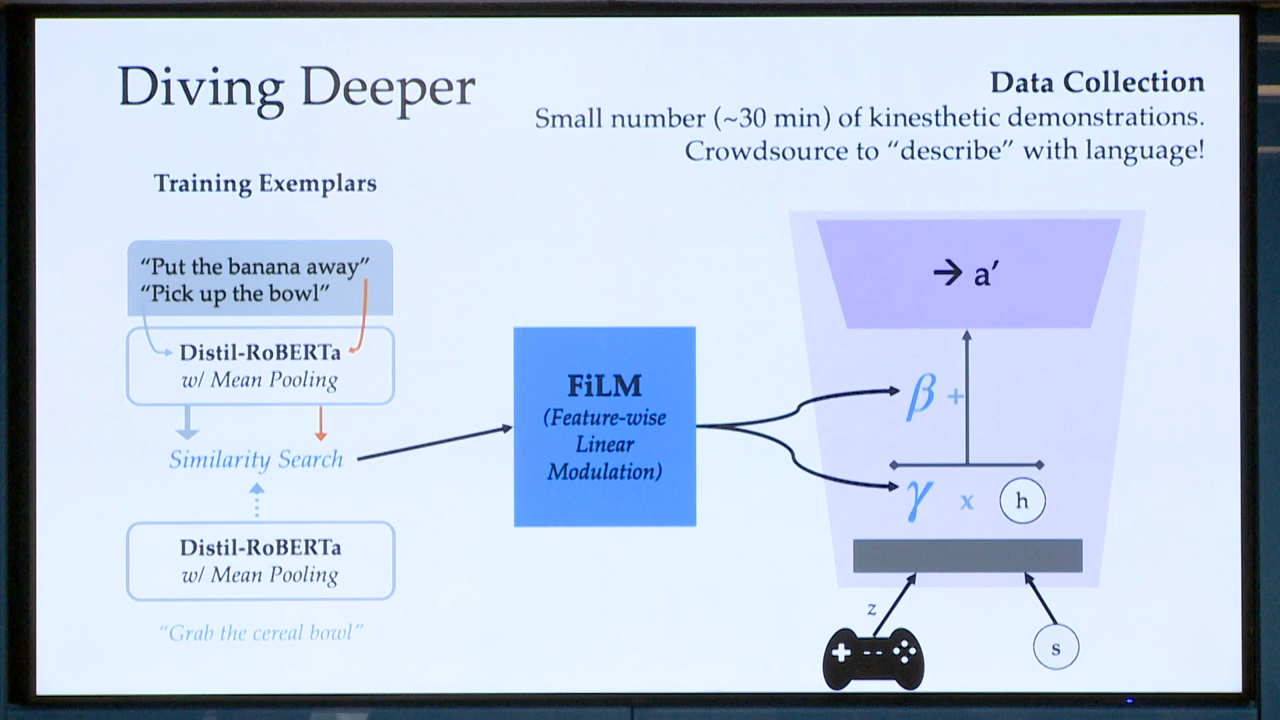 Diving Deeper
Data Collection
Small number (~30 min) of kinesthetic demonstrations.
Crowdsource to “describe” with language!
Training Exemplars
“Put the banana away”
“Pick up the bowl”
Distil-RoBERTa
w/ Mean Pooling
Similarity Search
Distil-RoBERTa
w/ Mean Pooling
“Grab the cereal bowl”
FiLM
(Feature-wise
Linear
Modulation)
→ a′
β +
γ x h
z
s